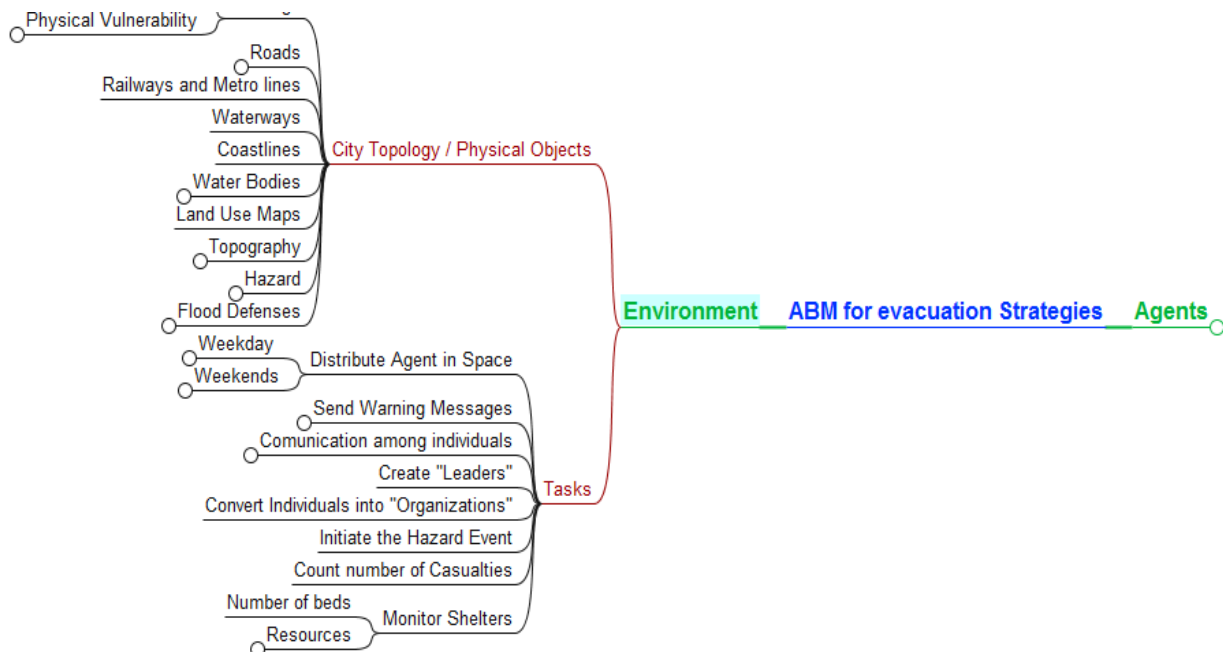 Physical Vulnerability
Roads
Railways and Metro lines
Waterways
Coastlines
Water Bodies
Land Use Maps
Topography
Hazard
Flood Defenses
City Topology / Physical Objects
Environment
ABM for evacuation Strategies
Agents
Weekday
Weekends
Distribute Agent in Space
Send Warning Messages
Comunication among individuals
Create "Leaders"
Convert Individuals into "Organizations"
Initiate the Hazard Event
Count number of Casualties
Number of beds
Resources
Monitor Shelters
Tasks